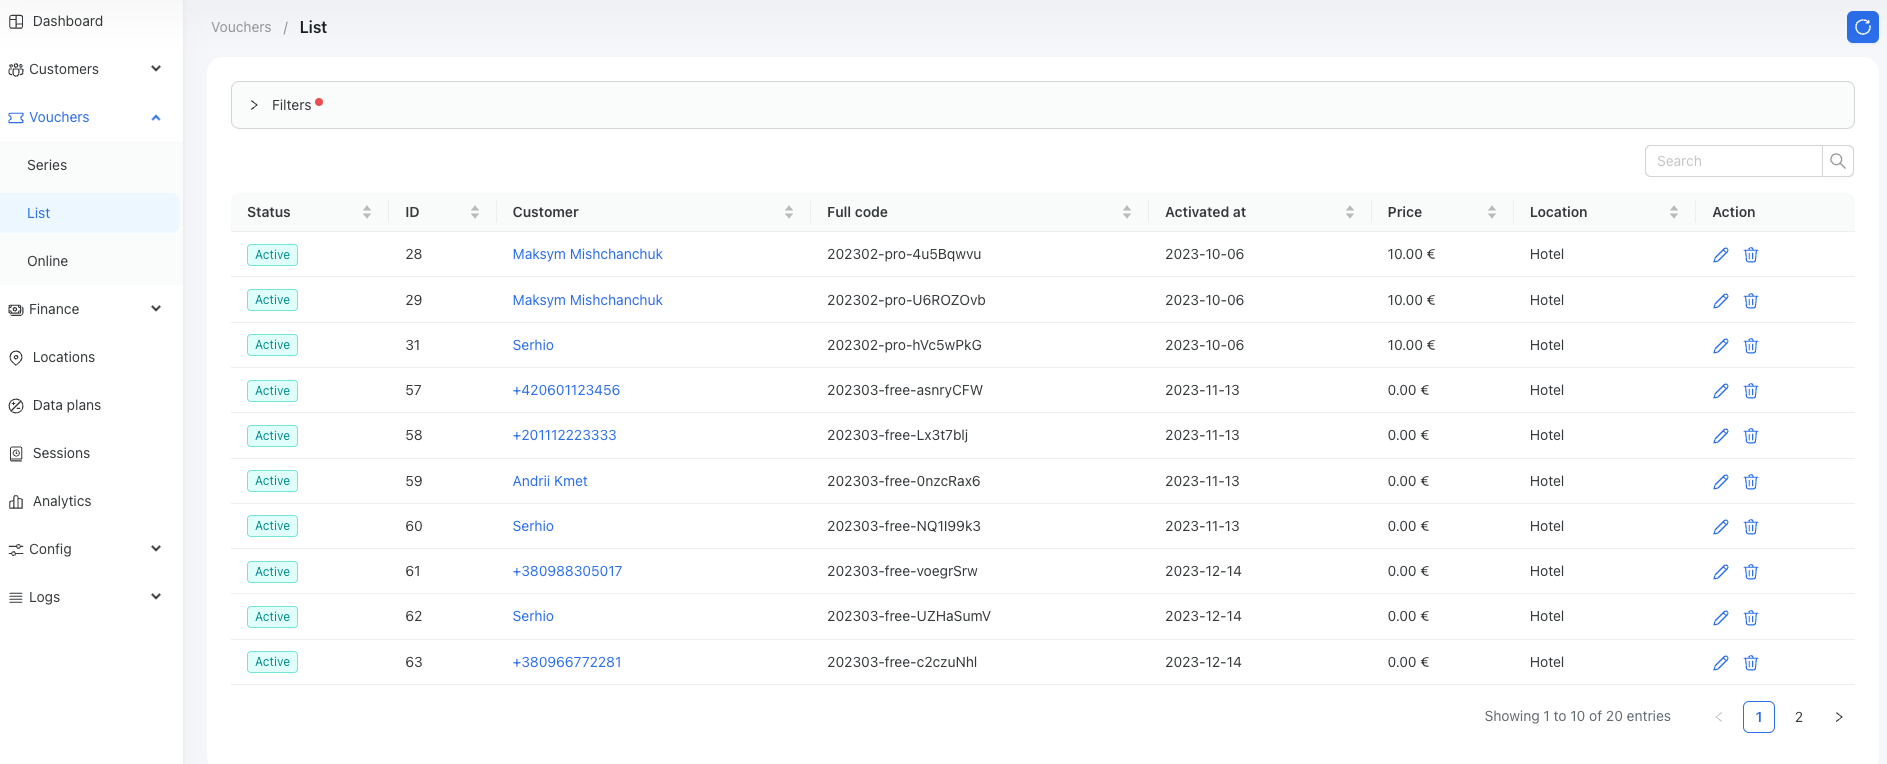 Dashboard
Customers
Vouchers
Series
List
Online
Finance
Locations
Data plans
Sessions
Analytics
Config
Logs
Vouchers / List
Filters
Search
Status ID Customer Full code Activated at Price Location Action
Active 28 Maksym Mishchanchuk 202302-pro-4u5Bqwvu 2023-10-06 10.00 € Hotel
Active 29 Maksym Mishchanchuk 202302-pro-U6ROZOvb 2023-10-06 10.00 € Hotel
Active 31 Serhio 202302-pro-hVc5wPkG 2023-10-06 10.00 € Hotel
Active 57 +420601123456 202303-free-asnryCFW 2023-11-13 0.00 € Hotel
Active 58 +201112223333 202303-free-Lx3t7blj 2023-11-13 0.00 € Hotel
Active 59 Andrii Kmet 202303-free-0nzcRax6 2023-11-13 0.00 € Hotel
Active 60 Serhio 202303-free-NQ1I99k3 2023-11-13 0.00 € Hotel
Active 61 +380988305017 202303-free-voegrSrw 2023-12-14 0.00 € Hotel
Active 62 Serhio 202303-free-UZHaSumV 2023-12-14 0.00 € Hotel
Active 63 +380966772281 202303-free-c2czuNhl 2023-12-14 0.00 € Hotel
Showing 1 to 10 of 20 entries < 1 2 >